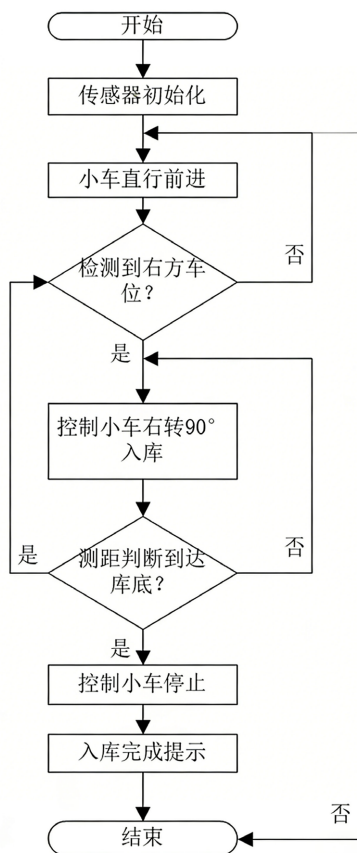 开始
传感器初始化
小车直行前进
检测到右方车
位？
否
是
控制小车右转90°
入库
测距判断到达
库底？
是
否
是
控制小车停止
入库完成提示
否
结束